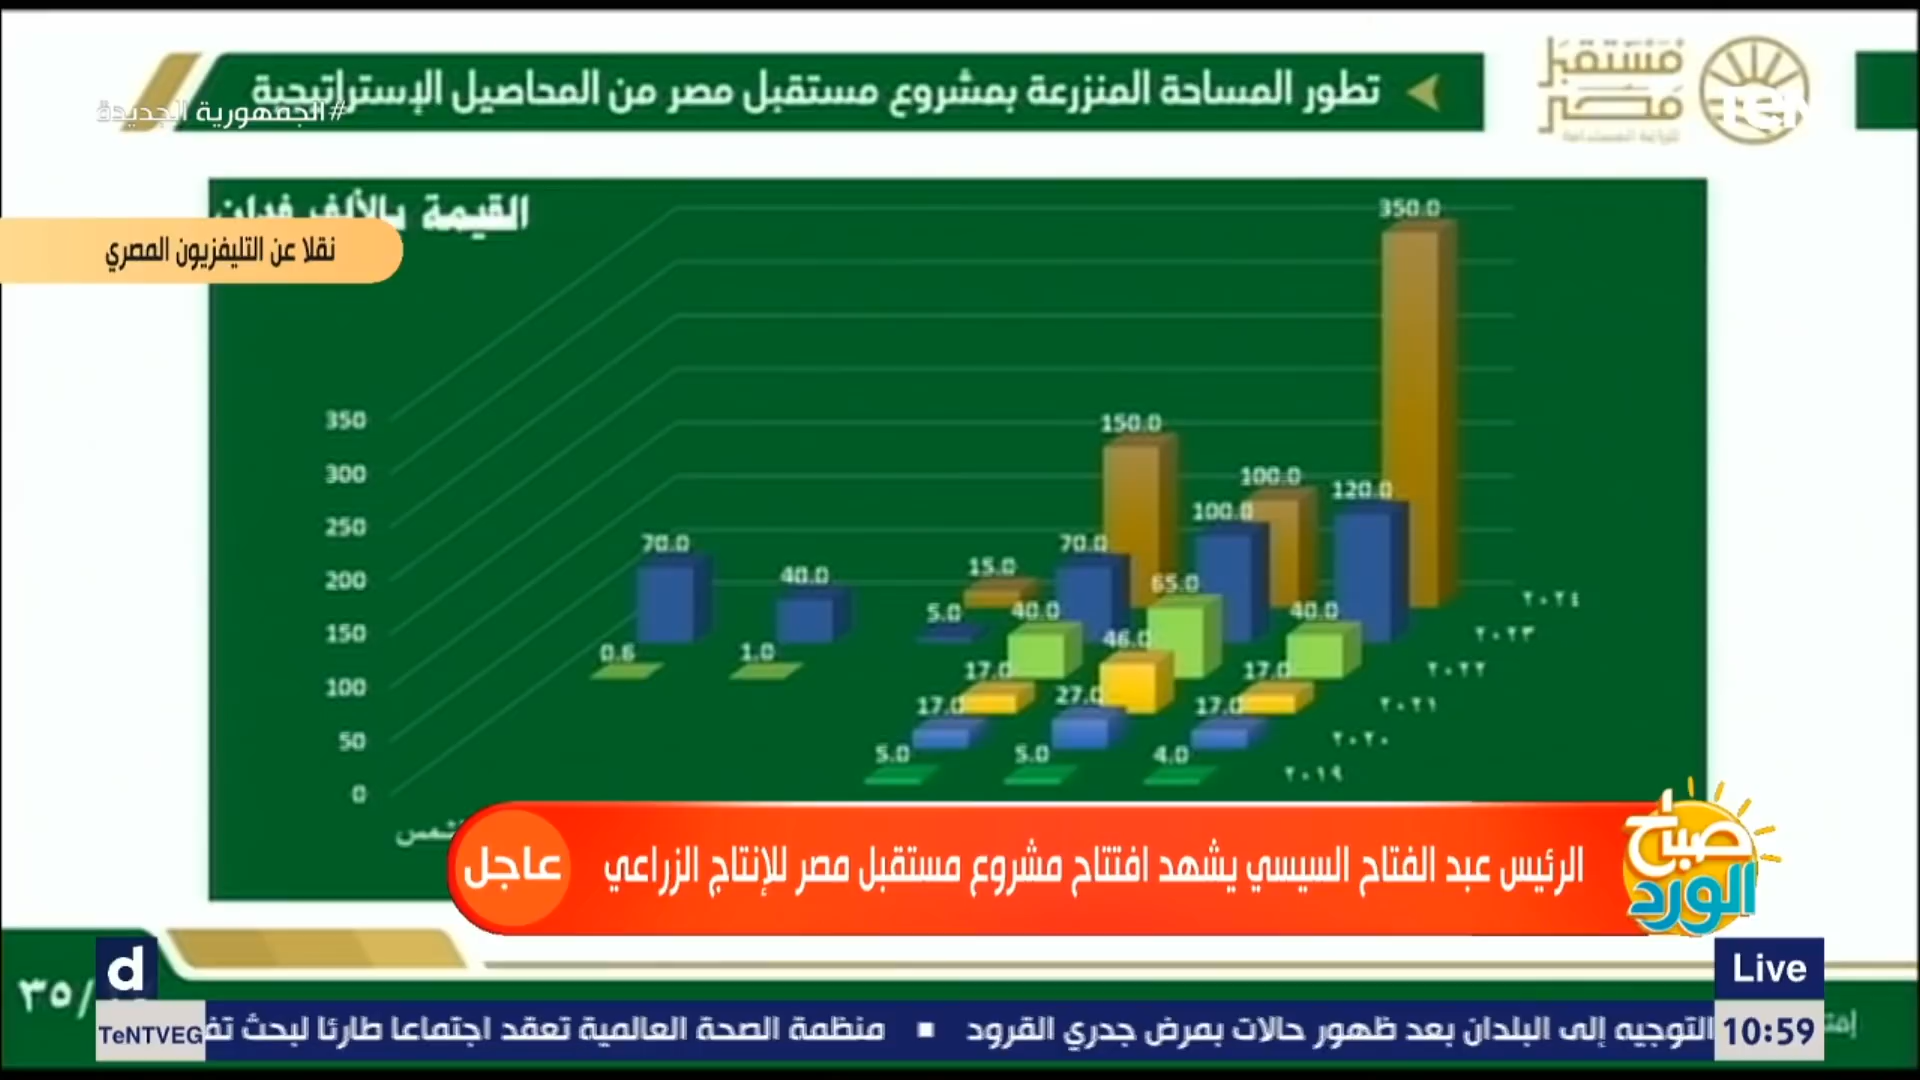 تطور المساحة المنزرعة بمشروع مستقبل مصر من المحاصيل الإستراتيجية
#الجمهورية الجديدة
مستقبل
مصر
للزراعة المستدامة
TeN
القيمة بالألف فدان
نقلا عن التليفزيون المصري
350.0
150.0
100.0
120.0
100.0
70.0
70.0
15.0
40.0
65.0
5.0
40.0
40.0
46.0
0.6
1.0
17.0
17.0
17.0
27.0
17.0
5.0
5.0
4.0
350
300
250
200
150
100
50
0
٢٠٢٤
٢٠٢٣
٢٠٢٢
٢٠٢١
٢٠٢٠
٢٠١٩
عاجل
الرئيس عبد الفتاح السيسي يشهد افتتاح مشروع مستقبل مصر للإنتاج الزراعي
صباح
الورد
٣٥/
d
Live
TeNTVEG
التوجيه إلى البلدان بعد ظهور حالات بمرض جدري القرود ■ منظمة الصحة العالمية تعقد اجتماعا طارئا لبحث
10:59